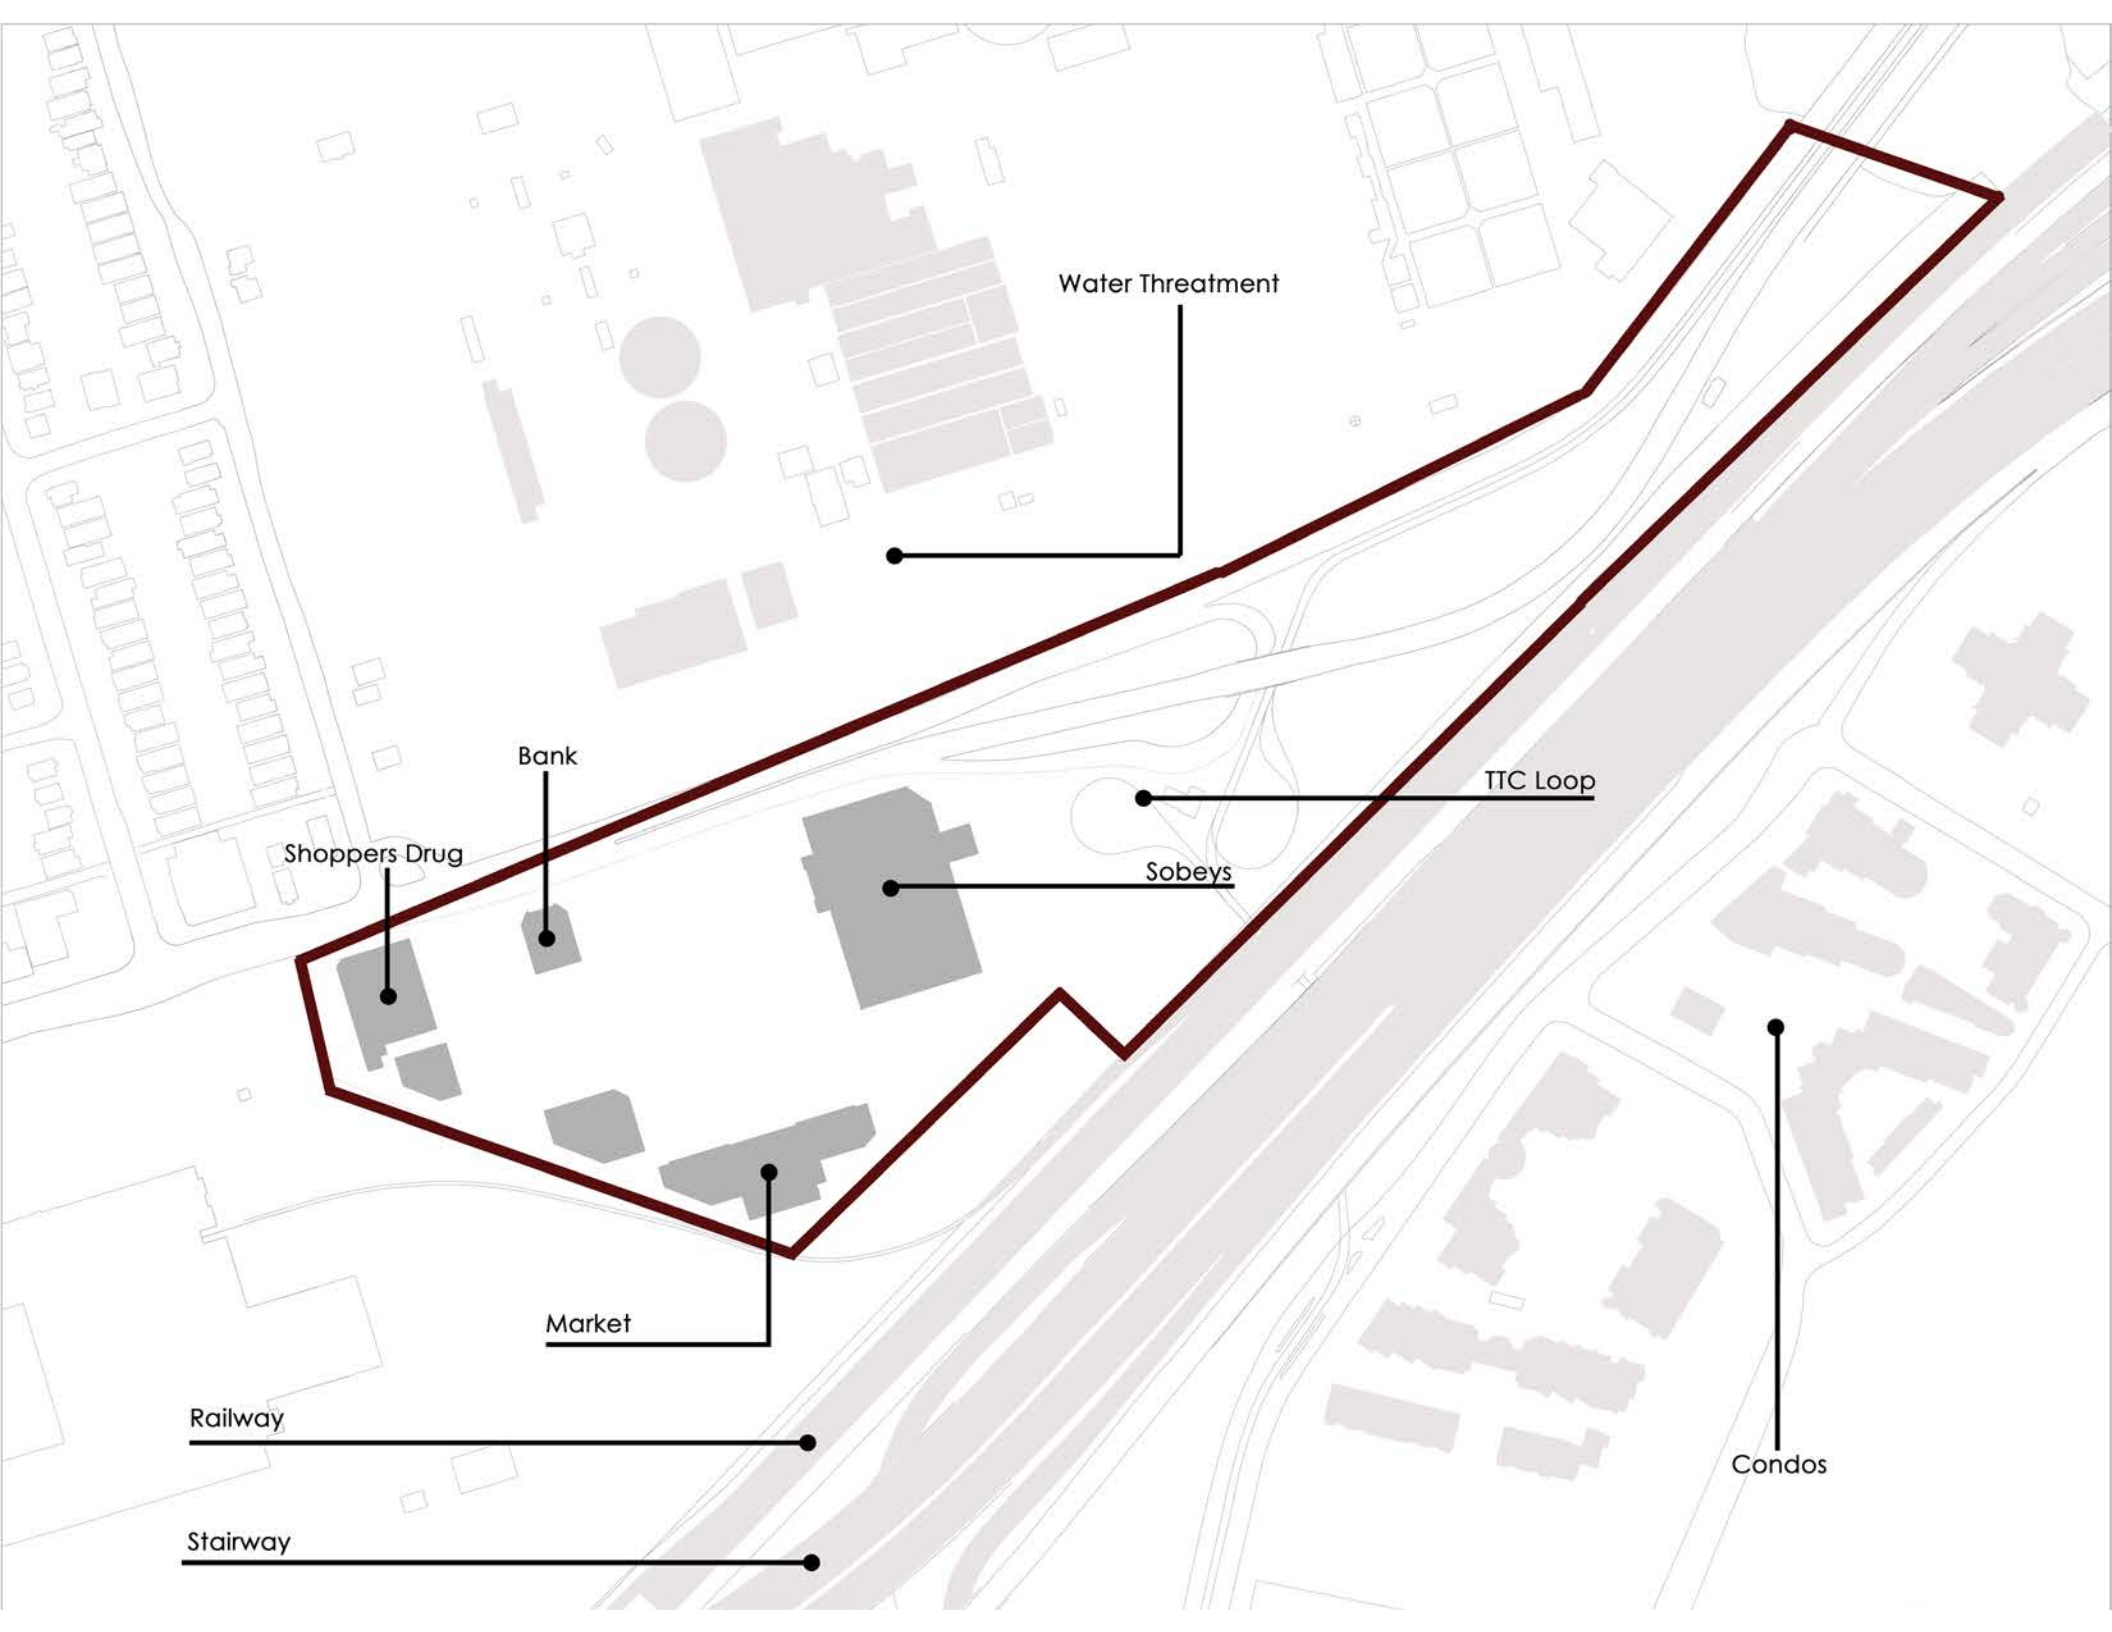 Water Threatment
Bank
TTC Loop
Shoppers Drug
Sobeys
Market
Railway
Condos
Stairway